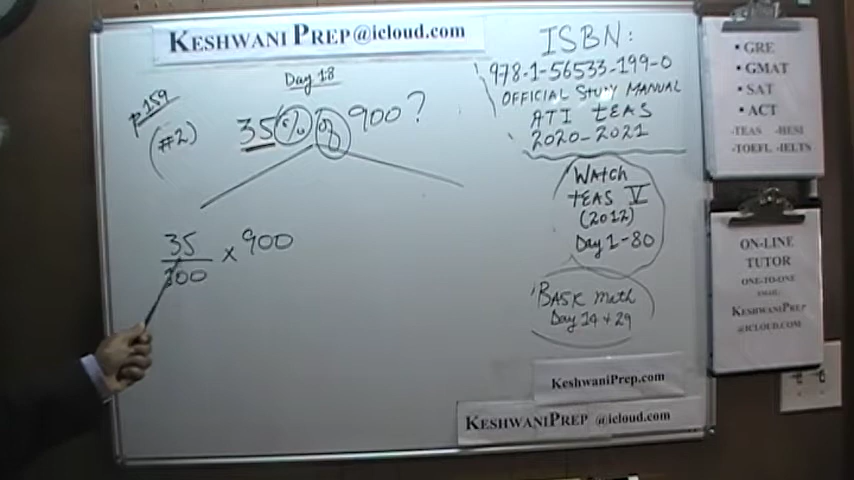 KESHWANI PREP@icloud.com
Day 18
p.159
(#2) 35% of 900?
35
100
x 900
ISBN:
978-1-56533-199-0
OFFICIAL STUDY MANUAL
ATI TEAS
2020-2021
WATCH
TEAS V
(2012)
Day 1-80
BASIC Math
Day 14 + 29
KESHWANIPREP.COM
KESHWANIPREP @icloud.com
• GRE
• GMAT
• SAT
• ACT
-TEAS -HESI
-TOEFL -IELTS
ON-LINE
TUTOR
ONE-TO-ONE
EMAIL:
KESHWANIPREP
@ICLOUD.COM